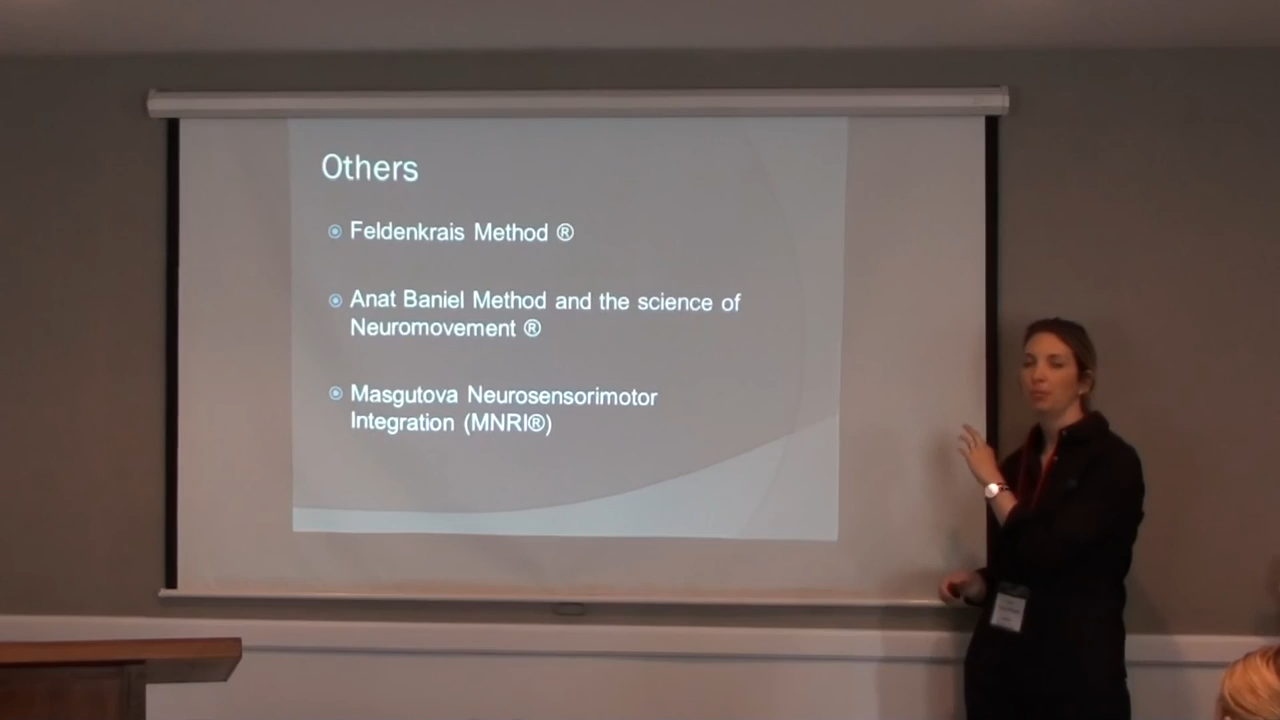 Others
Feldenkrais Method ®
Anat Baniel Method and the science of
Neuromovement ®
Masgutova Neurosensorimotor
Integration (MNRI®)